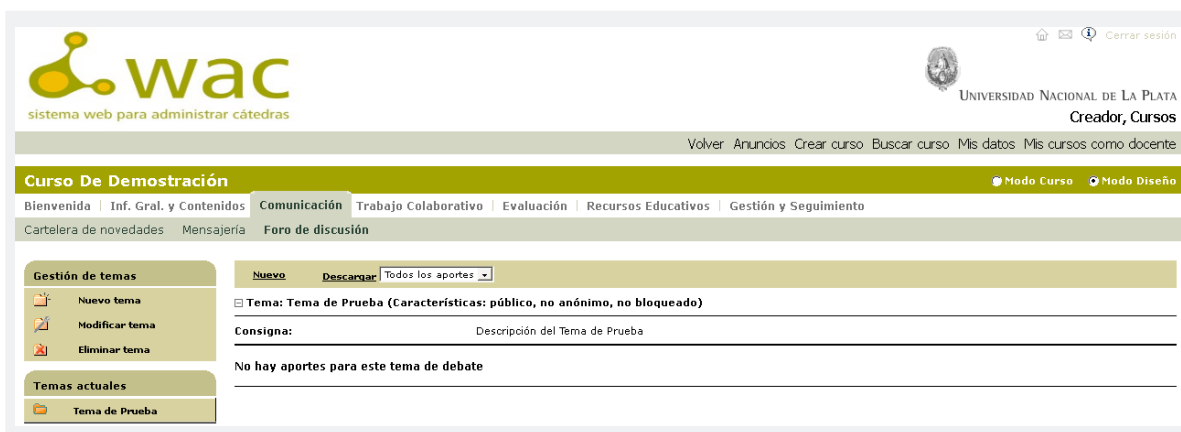 Cerrar sesión
wac
sistema web para administrar cátedras
UNIVERSIDAD NACIONAL DE LA PLATA
Creador, Cursos
Volver Anuncios Crear curso Buscar curso Mis datos Mis cursos como docente
Curso De Demostración Modo Curso Modo Diseño
Bienvenida | Inf. Gral. y Contenidos Comunicación Trabajo Colaborativo | Evaluación | Recursos Educativos | Gestión y Seguimiento
Cartelera de novedades Mensajería Foro de discusión
Gestión de temas
Nuevo tema
Modificar tema
Eliminar tema
Temas actuales
Tema de Prueba
Nuevo Descargar Todos los aportes
Tema: Tema de Prueba (Características: público, no anónimo, no bloqueado)
Consigna: Descripción del Tema de Prueba
No hay aportes para este tema de debate